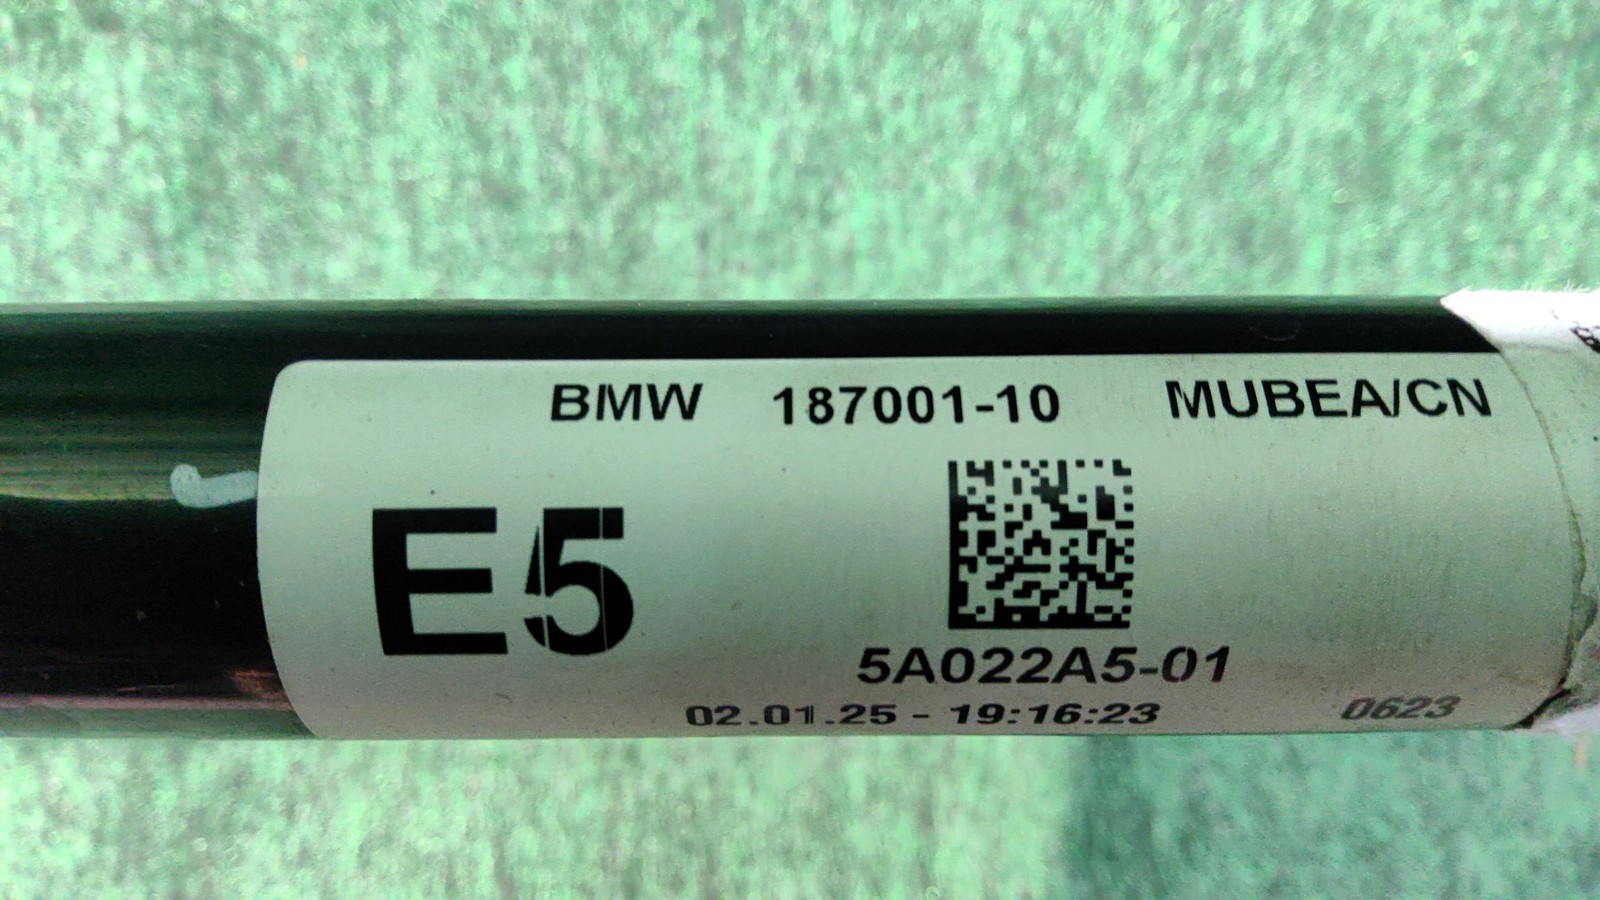 BMW 187001-10 MUBEA/CN
E5
5A022A5-01
02.01.25 - 19:16:23 0623